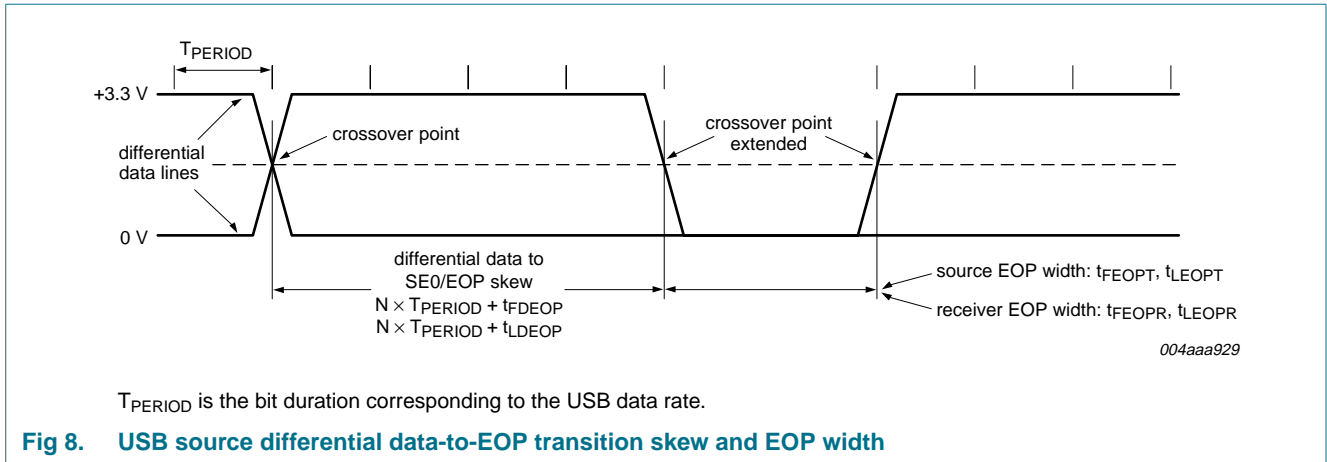 TPERIOD
+3.3 V
crossover point
crossover point
extended
differential
data lines
0 V
differential data to
SE0/EOP skew
N × TPERIOD + tFDEOP
N × TPERIOD + tLDEOP
source EOP width: tFEOPT, tLEOPT
receiver EOP width: tFEOPR, tLEOPR
004aaa929
TPERIOD is the bit duration corresponding to the USB data rate.
Fig 8. USB source differential data-to-EOP transition skew and EOP width